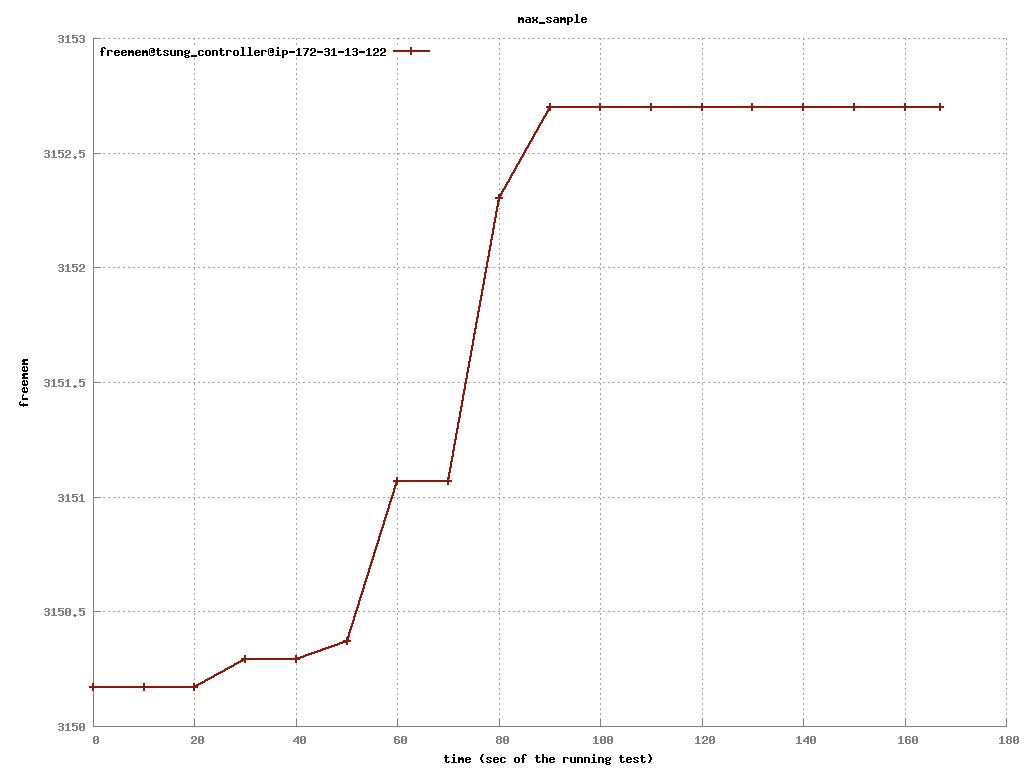 max_sample
freemem@tsung_controller@ip-172-31-13-122
3153
3152.5
3152
3151.5
3151
3150.5
3150
freemem
0 20 40 60 80 100 120 140 160 180
time (sec of the running test)